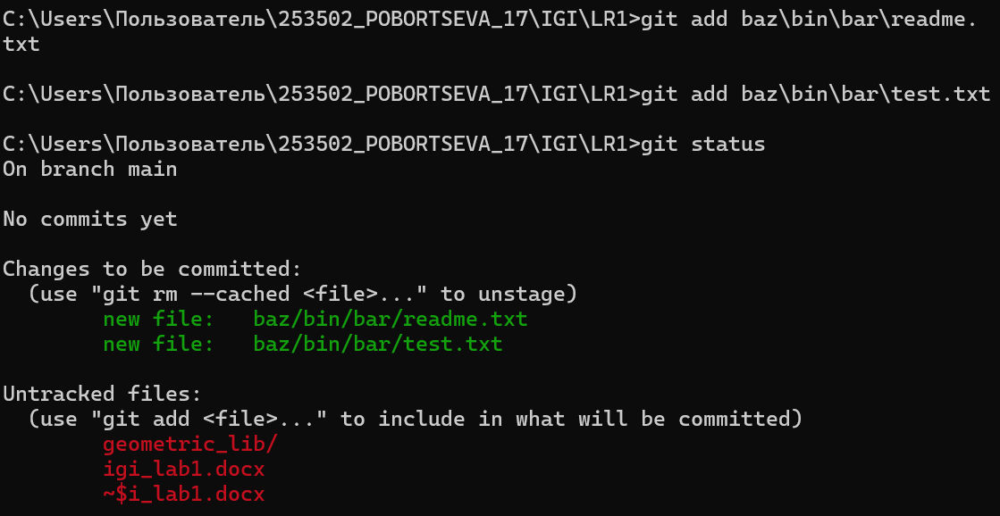 C:\Users\Пользователь\253502_POBORTSEVA_17\IGI\LR1>git add baz\bin\bar\readme.
txt
C:\Users\Пользователь\253502_POBORTSEVA_17\IGI\LR1>git add baz\bin\bar\test.txt
C:\Users\Пользователь\253502_POBORTSEVA_17\IGI\LR1>git status
On branch main
No commits yet
Changes to be committed:
  (use "git rm --cached <file>..." to unstage)
        new file:   baz/bin/bar/readme.txt
        new file:   baz/bin/bar/test.txt
Untracked files:
  (use "git add <file>..." to include in what will be committed)
        geometric_lib/
        igi_lab1.docx
        ~$i_lab1.docx